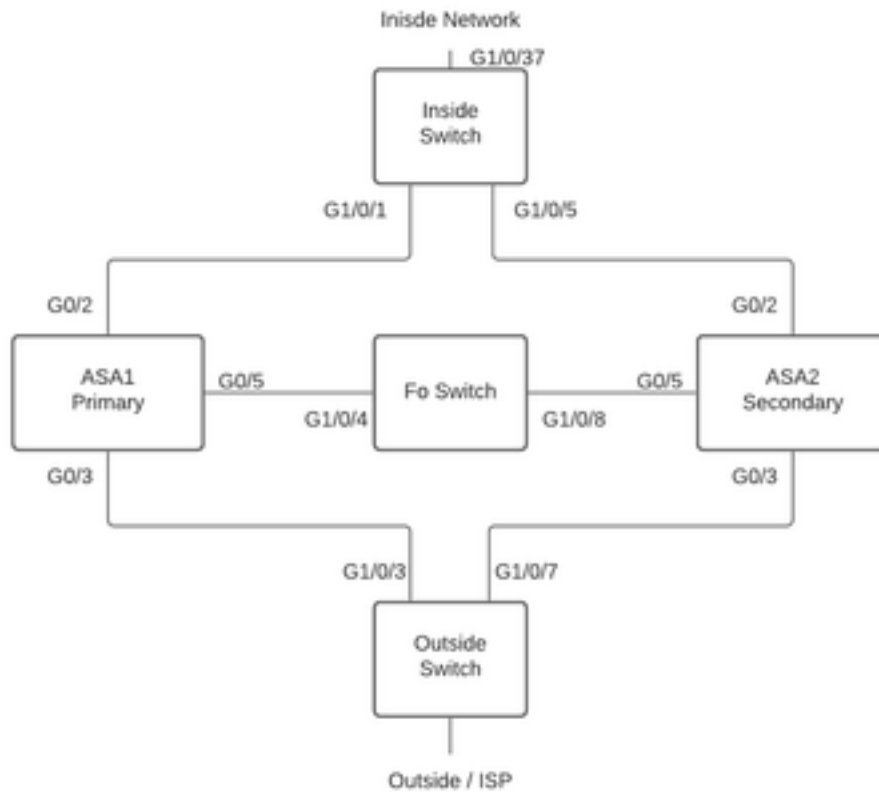 Inisde Network
G1/0/37
Inside
Switch
G1/0/1
G1/0/5
G0/2
G0/2
ASA1
Primary
G0/5
G1/0/4
Fo Switch
G0/5
G1/0/8
ASA2
Secondary
G0/3
G0/3
G1/0/3
G1/0/7
Outside
Switch
Outside / ISP